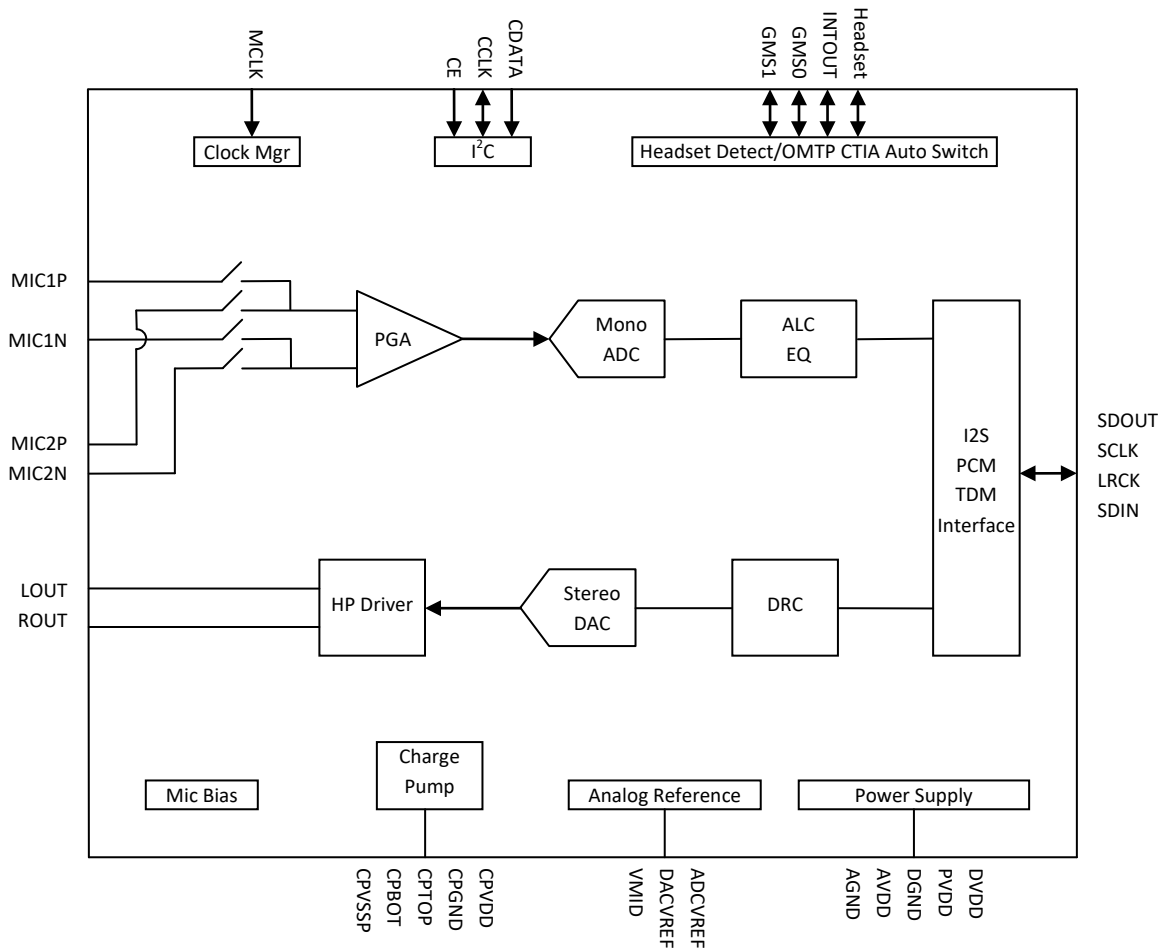 MCLK
CE
CCLK
CDATA
GMS1
GMS0
INTOUT
Headset
Clock Mgr
I²C
Headset Detect/OMTP CTIA Auto Switch
MIC1P
MIC1N
MIC2P
MIC2N
PGA
Mono
ADC
ALC
EQ
I2S
PCM
TDM
Interface
SDOUT
SCLK
LRCK
SDIN
LOUT
ROUT
HP Driver
Stereo
DAC
DRC
Mic Bias
Charge
Pump
Analog Reference
Power Supply
CPVSSP
CPBOT
CPTOP
CPGND
CPVDD
VMID
DACVREF
ADCVREF
AGND
AVDD
DGND
PVDD
DVDD